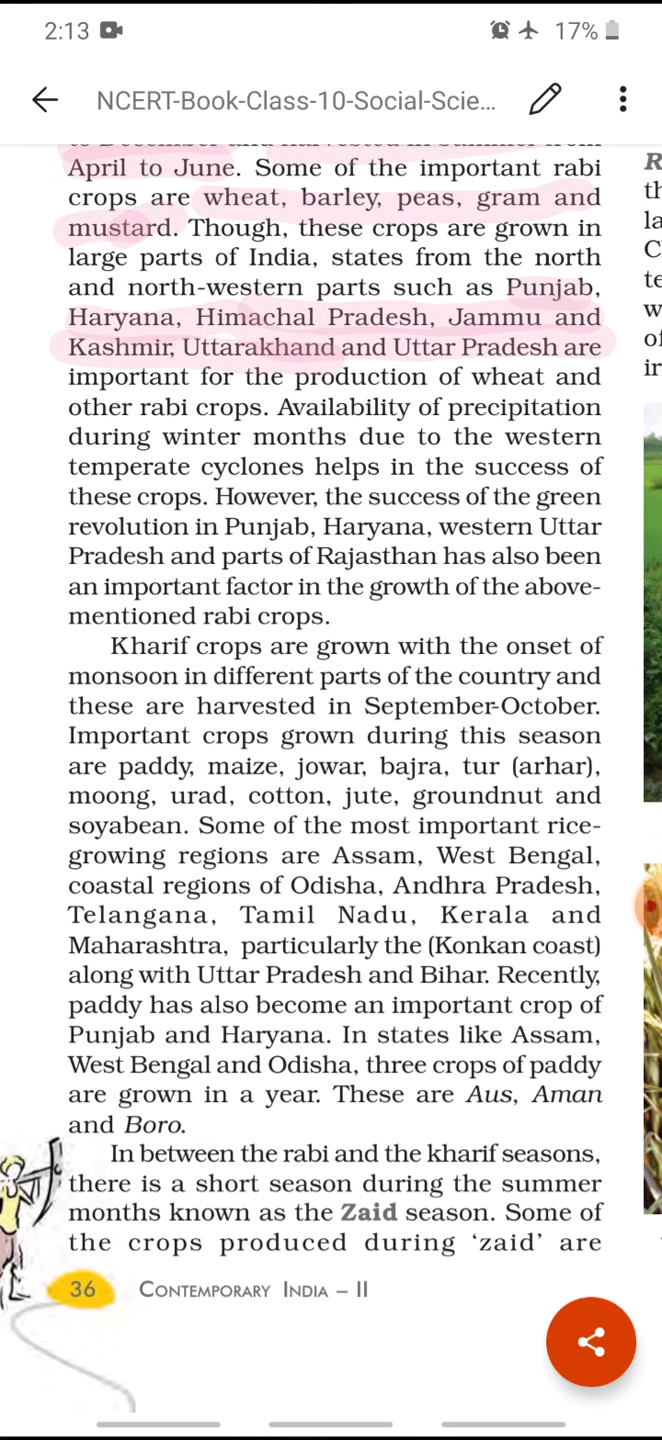 2:13
17%
NCERT-Book-Class-10-Social-Scie...
to December and harvested in summer from
April to June. Some of the important rabi
crops are wheat, barley, peas, gram and
mustard. Though, these crops are grown in
large parts of India, states from the north
and north-western parts such as Punjab,
Haryana, Himachal Pradesh, Jammu and
Kashmir, Uttarakhand and Uttar Pradesh are
important for the production of wheat and
other rabi crops. Availability of precipitation
during winter months due to the western
temperate cyclones helps in the success of
these crops. However, the success of the green
revolution in Punjab, Haryana, western Uttar
Pradesh and parts of Rajasthan has also been
an important factor in the growth of the above-
mentioned rabi crops.
Kharif crops are grown with the onset of
monsoon in different parts of the country and
these are harvested in September-October.
Important crops grown during this season
are paddy, maize, jowar, bajra, tur (arhar),
moong, urad, cotton, jute, groundnut and
soyabean. Some of the most important rice-
growing regions are Assam, West Bengal,
coastal regions of Odisha, Andhra Pradesh,
Telangana, Tamil Nadu, Kerala and
Maharashtra, particularly the (Konkan coast)
along with Uttar Pradesh and Bihar. Recently,
paddy has also become an important crop of
Punjab and Haryana. In states like Assam,
West Bengal and Odisha, three crops of paddy
are grown in a year. These are Aus, Aman
and Boro.
In between the rabi and the kharif seasons,
there is a short season during the summer
months known as the Zaid season. Some of
the crops produced during ‘zaid’ are
36 CONTEMPORARY INDIA – II